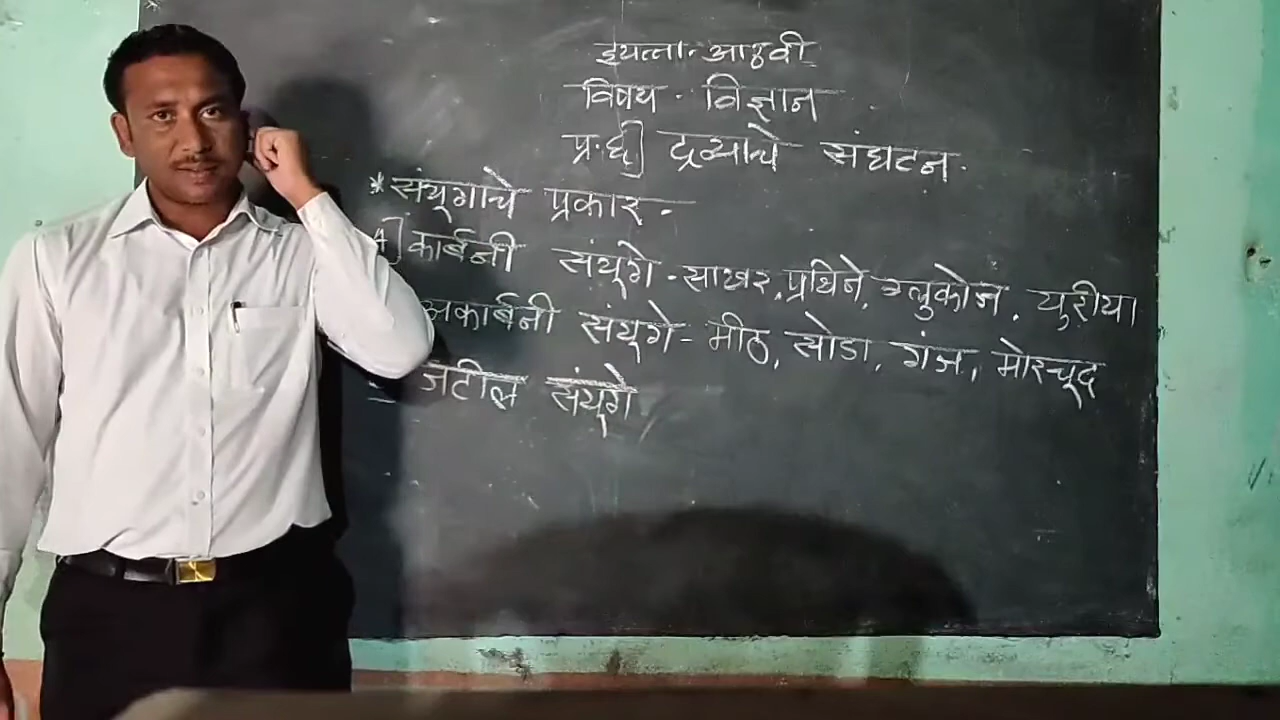 इयत्ता-आठवी
विषय - विज्ञान
प्र.६] द्रव्याचे संघटन.
* संयूगाचे प्रकार -
A] कार्बनी संयूगे - साखर, प्रथिने, ग्लुकोज, युरीया
अकार्बनी संयूगे - मीठ, सोडा, गंज, मोरचूद
जटील संयूगे